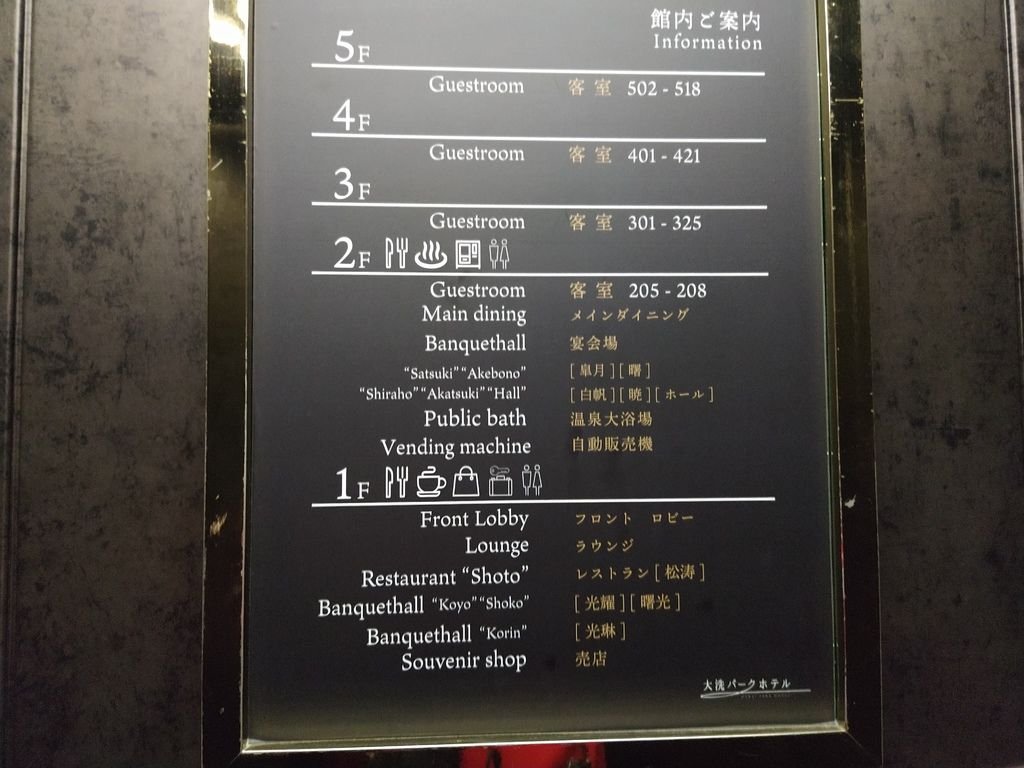 館内ご案内
Information
5F
Guestroom 客室 502 - 518
4F
Guestroom 客室 401 - 421
3F
Guestroom 客室 301 - 325
2F
Guestroom 客室 205 - 208
Main dining メインダイニング
Banquethall 宴会場
“Satsuki” “Akebono” [ 皐月 ] [ 曙 ]
“Shiraho” “Akatsuki” “Hall” [ 白帆 ] [ 暁 ] [ ホール ]
Public bath 温泉大浴場
Vending machine 自動販売機
1F
Front Lobby フロント ロビー
Lounge ラウンジ
Restaurant “Shoto” レストラン [ 松涛 ]
Banquethall “Koyo” “Shoko” [ 光耀 ] [ 曙光 ]
Banquethall “Korin” [ 光琳 ]
Souvenir shop 売店
大洗パークホテル